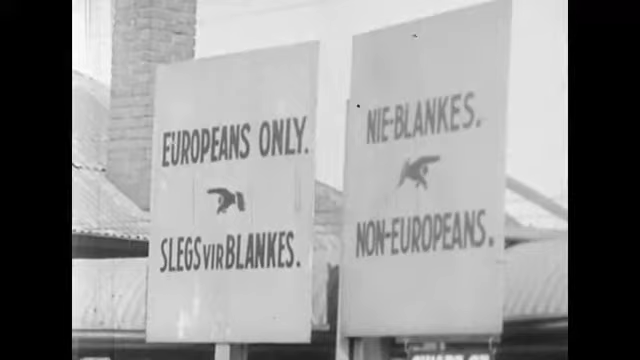 EUROPEANS ONLY.
SLEGS VIR BLANKES.
NIE-BLANKES.
NON-EUROPEANS.